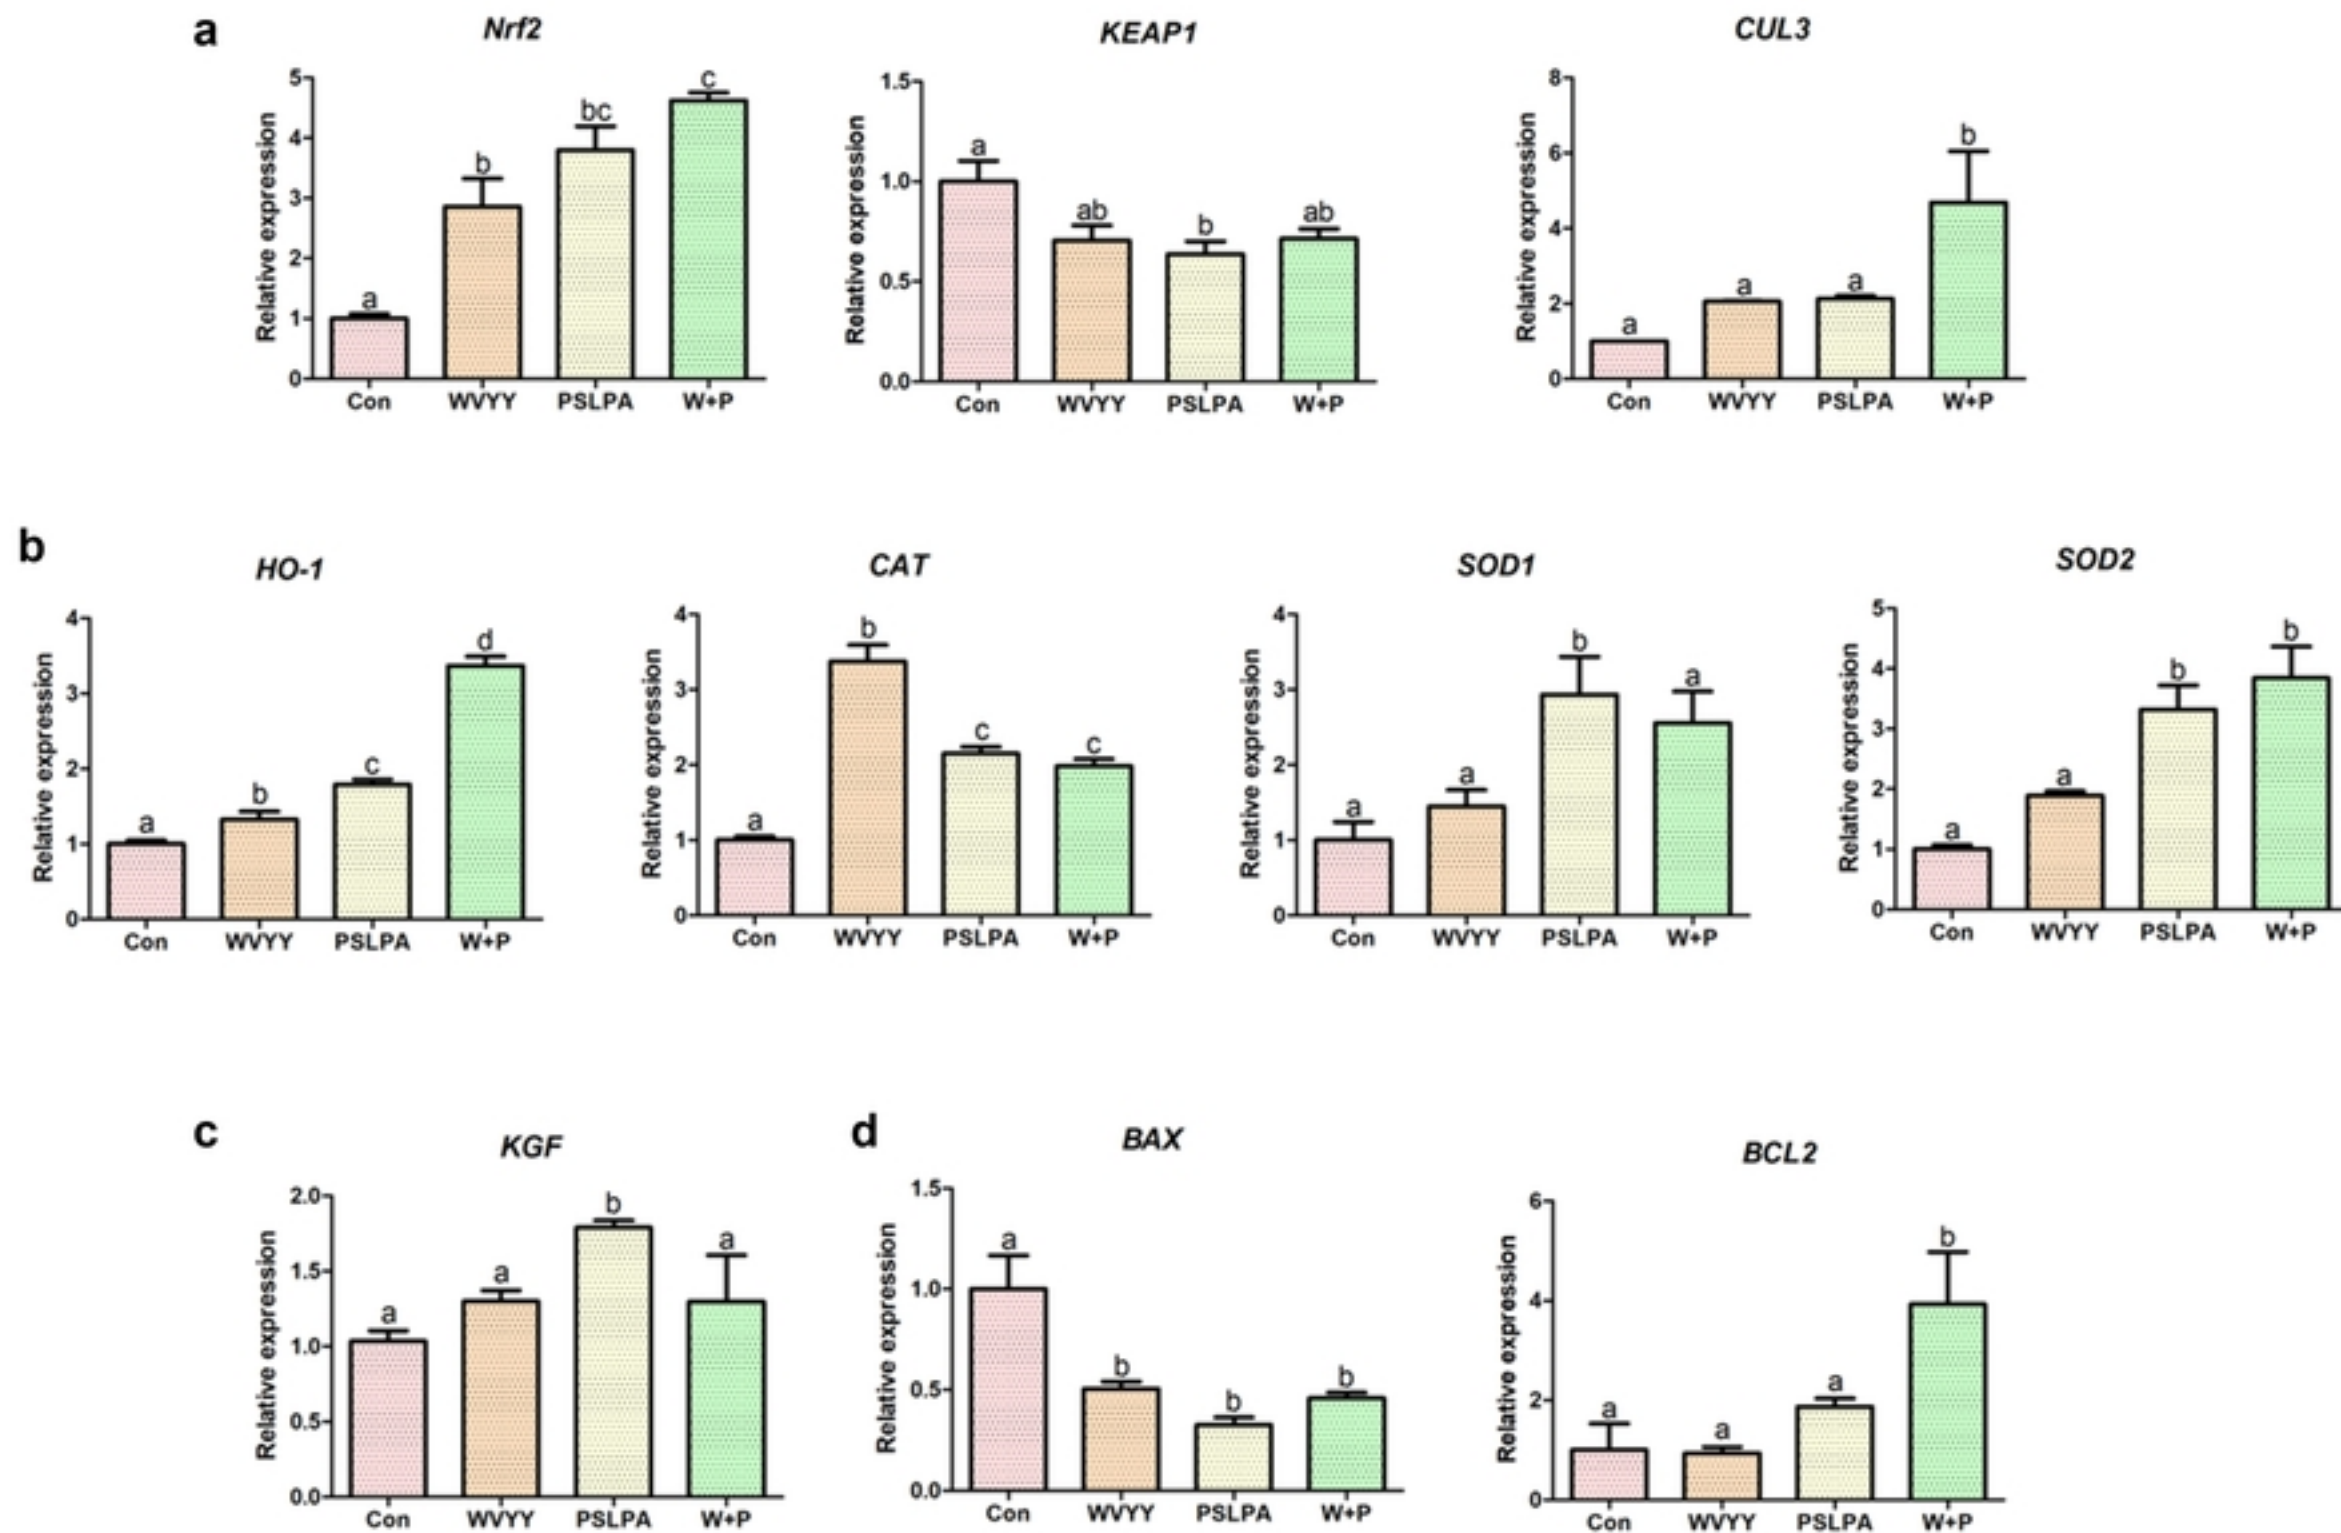 a
Nrf2
KEAP1
CUL3
Relative expression
5
4
3
2
1
0
a
b
bc
c
Con
WVYY
PSLPA
W+P
Relative expression
1.5
1.0
0.5
0.0
a
ab
b
ab
Con
WVYY
PSLPA
W+P
Relative expression
8
6
4
2
0
a
a
a
b
Con
WVYY
PSLPA
W+P
b
HO-1
CAT
SOD1
SOD2
Relative expression
4
3
2
1
0
a
b
c
d
Con
WVYY
PSLPA
W+P
Relative expression
4
3
2
1
0
a
b
c
c
Con
WVYY
PSLPA
W+P
Relative expression
4
3
2
1
0
a
a
b
a
Con
WVYY
PSLPA
W+P
Relative expression
5
4
3
2
1
0
a
a
b
b
Con
WVYY
PSLPA
W+P
c
KGF
Relative expression
2.0
1.5
1.0
0.5
0.0
a
a
b
a
Con
WVYY
PSLPA
W+P
d
BAX
BCL2
Relative expression
1.5
1.0
0.5
0.0
a
b
b
b
Con
WVYY
PSLPA
W+P
Relative expression
6
4
2
0
a
a
a
b
Con
WVYY
PSLPA
W+P